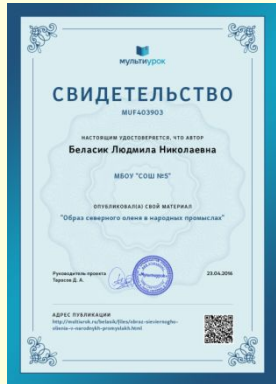 мультиурок
СВИДЕТЕЛЬСТВО
MUF403903
НАСТОЯЩИМ УДОСТОВЕРЯЕТСЯ, ЧТО АВТОР
Беласик Людмила Николаевна
МБОУ "СОШ №5"
ОПУБЛИКОВАЛ(А) СВОЙ МАТЕРИАЛ
"Образ северного оленя в народных промыслах"
Руководитель проекта
Тарасов Д. А.
23.04.2016
АДРЕС ПУБЛИКАЦИИ